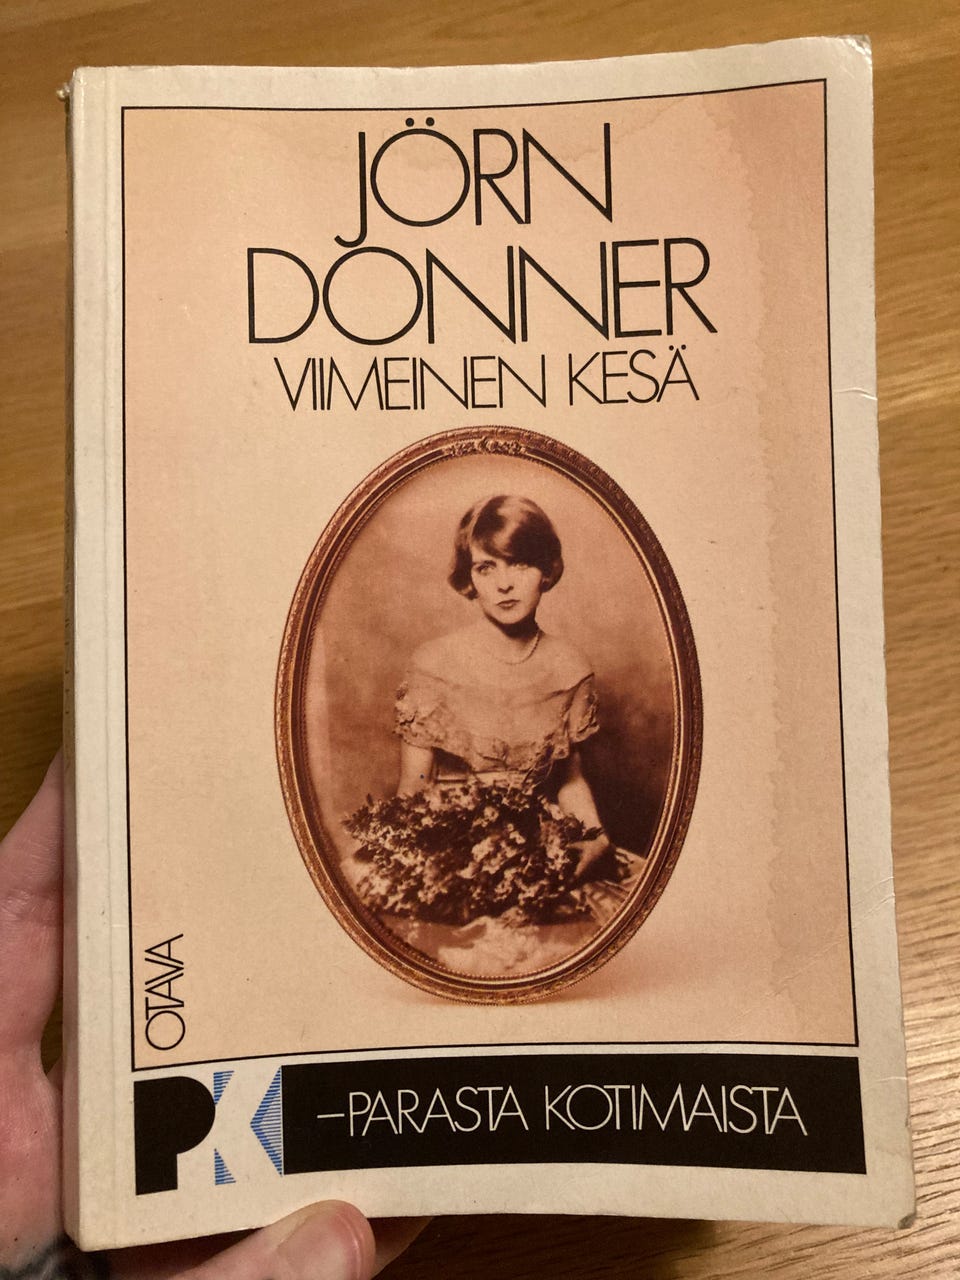 JÖRN
DONNER
VIIMEINEN KESÄ
OTAVA
PK
–PARASTA KOTIMAISTA